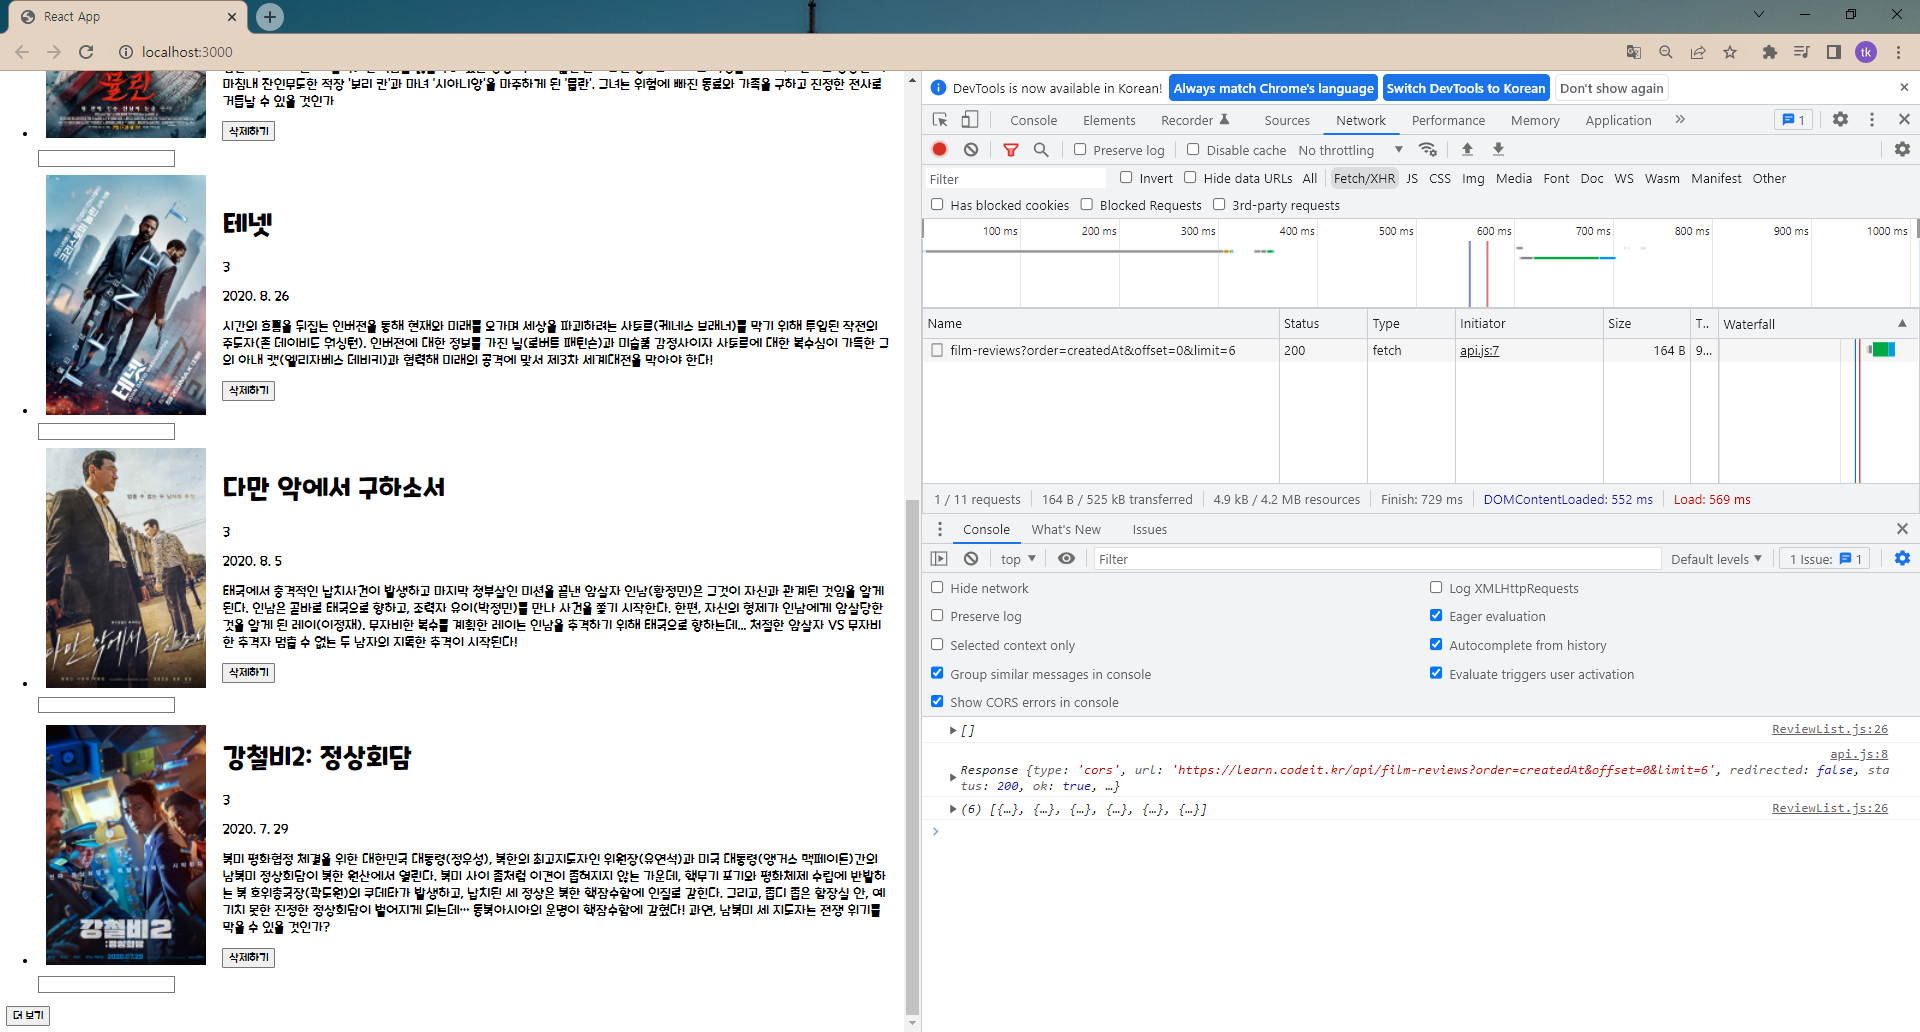 React App
localhost:3000
tk
마침내 잔인무도한 적장 '보리 칸'과 마녀 '시아니앙'을 마주하게 된 '뮬란'. 그녀는 위험에 빠진 동료와 가족을 구하고 진정한 전사로
거듭날 수 있을 것인가
삭제하기
테넷
3
2020. 8. 26
시간의 흐름을 뒤집는 인버전을 통해 현재와 미래를 오가며 세상을 파괴하려는 사토르(케네스 브래너)를 막기 위해 투입된 작전의
주도자(존 데이비드 워싱턴). 인버전에 대한 정보를 가진 닐(로버트 패틴슨)과 미술품 감정사이자 사토르에 대한 복수심이 가득한 그
의 아내 캣(엘리자베스 데비키)과 협력해 미래의 공격에 맞서 제3차 세계대전을 막아야 한다!
삭제하기
다만 악에서 구하소서
3
2020. 8. 5
태국에서 충격적인 납치사건이 발생하고 마지막 청부살인 미션을 끝낸 암살자 인남(황정민)은 그것이 자신과 관계된 것임을 알게
된다. 인남은 곧바로 태국으로 향하고, 조력자 유이(박정민)를 만나 사건을 쫓기 시작한다. 한편, 자신의 형제가 인남에게 암살당한
것을 알게 된 레이(이정재). 무자비한 복수를 계획한 레이는 인남을 추격하기 위해 태국으로 향하는데... 처절한 암살자 VS 무자비
한 추격자 멈출 수 없는 두 남자의 지독한 추격이 시작된다!
삭제하기
강철비2: 정상회담
3
2020. 7. 29
북미 평화협정 체결을 위한 대한민국 대통령(정우성), 북한의 최고지도자인 위원장(유연석)과 미국 대통령(앵거스 맥페이든)간의
남북미 정상회담이 북한 원산에서 열린다. 북미 사이 좀처럼 이견이 좁혀지지 않는 가운데, 핵무기 포기와 평화체제 수립에 반발하
는 북 호위총국장(곽도원)의 쿠데타가 발생하고, 납치된 세 정상은 북한 핵잠수함에 인질로 갇힌다. 그리고, 좁디 좁은 함장실 안, 예
기치 못한 진정한 정상회담이 벌어지게 되는데… 동북아시아의 운명이 핵잠수함에 갇혔다! 과연, 남북미 세 지도자는 전쟁 위기를
막을 수 있을 것인가?
삭제하기
더 보기
뮬란
크리스토퍼 놀란
TENET
테넷
다만 악에서 구하소서
강철비2
:정상회담
2020.07.29
DevTools is now available in Korean! Always match Chrome's language Switch DevTools to Korean Don't show again
Console Elements Recorder Sources Network Performance Memory Application 1
Preserve log Disable cache No throttling
Filter Invert Hide data URLs All Fetch/XHR JS CSS Img Media Font Doc WS Wasm Manifest Other
Has blocked cookies Blocked Requests 3rd-party requests
100 ms 200 ms 300 ms 400 ms 500 ms 600 ms 700 ms 800 ms 900 ms 1000 ms
Name Status Type Initiator Size T.. Waterfall
film-reviews?order=createdAt&offset=0&limit=6 200 fetch api.js:7 164 B 9...
1 / 11 requests 164 B / 525 kB transferred 4.9 kB / 4.2 MB resources Finish: 729 ms DOMContentLoaded: 552 ms Load: 569 ms
Console What's New Issues
top Filter Default levels 1 Issue: 1
Hide network Log XMLHttpRequests
Preserve log Eager evaluation
Selected context only Autocomplete from history
Group similar messages in console Evaluate triggers user activation
Show CORS errors in console
[] ReviewList.js:26
api.js:8
Response {type: 'cors', url: 'https://learn.codeit.kr/api/film-reviews?order=createdAt&offset=0&limit=6', redirected: false, sta
tus: 200, ok: true, …}
(6) [{…}, {…}, {…}, {…}, {…}, {…}] ReviewList.js:26